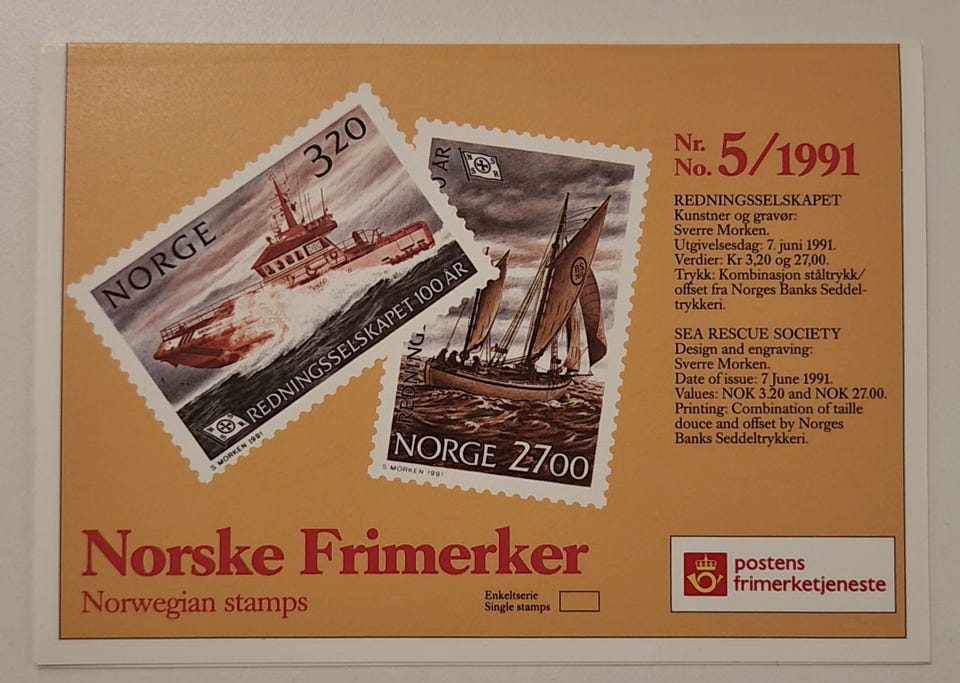 NORGE
3.20
REDNINGSSELSKAPET 100 ÅR
S. MORKEN 1991
ÅR
N S
S R
RS
REDNING
NORGE 2700
S. MORKEN 1991
Nr.
No. 5/1991
REDNINGSSELSKAPET
Kunstner og gravør:
Sverre Morken.
Utgivelsesdag: 7. juni 1991.
Verdier: Kr 3,20 og 27,00.
Trykk: Kombinasjon ståltrykk/
offset fra Norges Banks Seddel-
trykkeri.
SEA RESCUE SOCIETY
Design and engraving:
Sverre Morken.
Date of issue: 7 June 1991.
Values: NOK 3.20 and NOK 27.00.
Printing: Combination of taille
douce and offset by Norges
Banks Seddeltrykkeri.
Norske Frimerker
Norwegian stamps
Enkeltserie
Single stamps
postens
frimerketjeneste